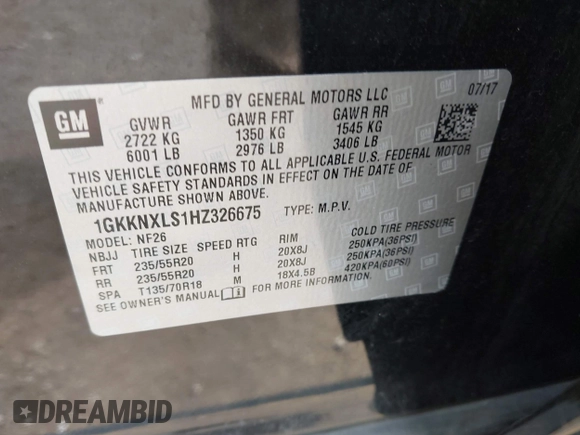 GM
MFD BY GENERAL MOTORS LLC 07/17
GVWR GAWR FRT GAWR RR
2722 KG 1350 KG 1545 KG
6001 LB 2976 LB 3406 LB
THIS VEHICLE CONFORMS TO ALL APPLICABLE U.S. FEDERAL MOTOR
VEHICLE SAFETY STANDARDS IN EFFECT ON THE DATE OF
MANUFACTURE SHOWN ABOVE.
1GKKNXLS1HZ326675 TYPE: M.P.V.
MODEL: NF26
NBJJ TIRE SIZE SPEED RTG RIM COLD TIRE PRESSURE
FRT 235/55R20 H 20X8J 250KPA(36PSI)
RR 235/55R20 H 20X8J 250KPA(36PSI)
SPA T135/70R18 M 18X4.5B 420KPA(60PSI)
SEE OWNER'S MANUAL FOR MORE INFORMATION.
DREAMBID